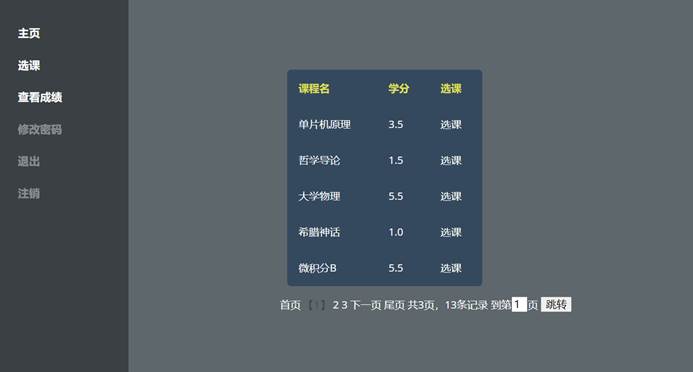 主页
选课
查看成绩
修改密码
退出
注销
课程名 学分 选课
单片机原理 3.5 选课
哲学导论 1.5 选课
大学物理 5.5 选课
希腊神话 1.0 选课
微积分B 5.5 选课
首页 【1】 2 3 下一页 尾页 共3页，13条记录 到第 1 页 跳转